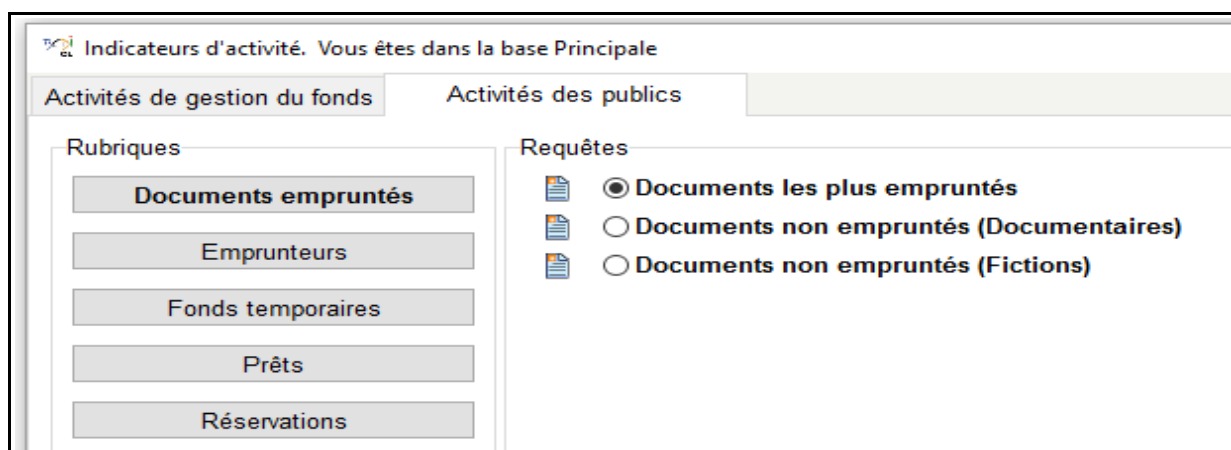 Indicateurs d'activité. Vous êtes dans la base Principale
Activités de gestion du fonds
Activités des publics
Rubriques
Documents empruntés
Emprunteurs
Fonds temporaires
Prêts
Réservations
Requêtes
Documents les plus empruntés
Documents non empruntés (Documentaires)
Documents non empruntés (Fictions)